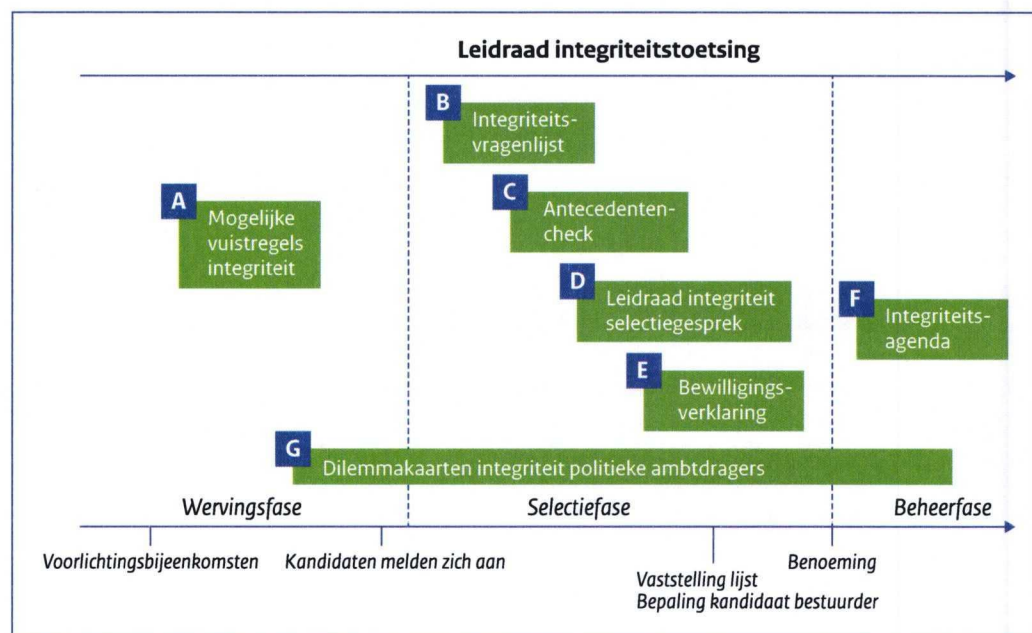 Leidraad integriteitstoetsing
B
Integriteits-
vragenlijst
C
Antecedenten-
check
A
Mogelijke
vuistregels
integriteit
D
Leidraad integriteit
selectiegesprek
F
Integriteits-
agenda
E
Bewilligings-
verklaring
G
Dilemmakaarten integriteit politieke ambtdragers
Wervingsfase
Selectiefase
Beheerfase
Voorlichtingsbijeenkomsten
Kandidaten melden zich aan
Vaststelling lijst
Bepaling kandidaat bestuurder
Benoeming